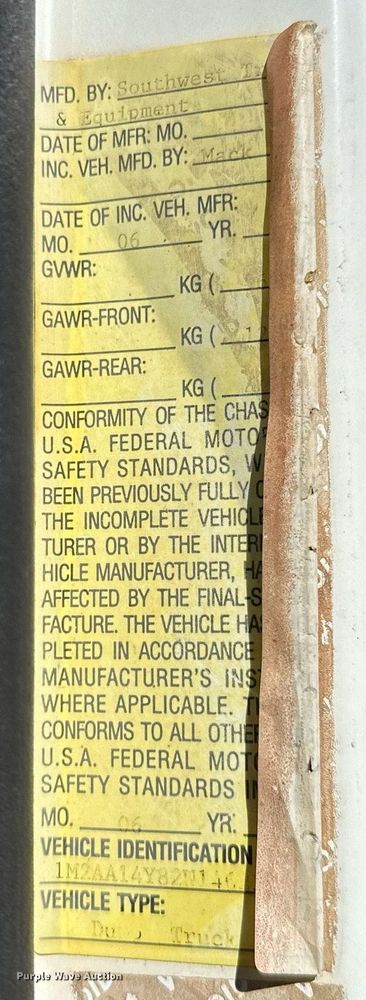 MFD. BY: Southwest
& Equipment
DATE OF MFR: MO.
INC. VEH. MFD. BY: Mack
DATE OF INC. VEH. MFR:
MO. 06 YR.
GVWR:
KG (
GAWR-FRONT:
KG (
GAWR-REAR:
KG (
CONFORMITY OF THE CHAS
U.S.A. FEDERAL MOTO
SAFETY STANDARDS, W
BEEN PREVIOUSLY FULLY
THE INCOMPLETE VEHICLE
TURER OR BY THE INTER
HICLE MANUFACTURER, HA
AFFECTED BY THE FINAL-S
FACTURE. THE VEHICLE HA
PLETED IN ACCORDANCE
MANUFACTURER'S INS
WHERE APPLICABLE. T
CONFORMS TO ALL OTHE
U.S.A. FEDERAL MOT
SAFETY STANDARDS IN
MO. 06 YR.
VEHICLE IDENTIFICATION
VEHICLE TYPE:
Dump Truck
Purple Wave Auction